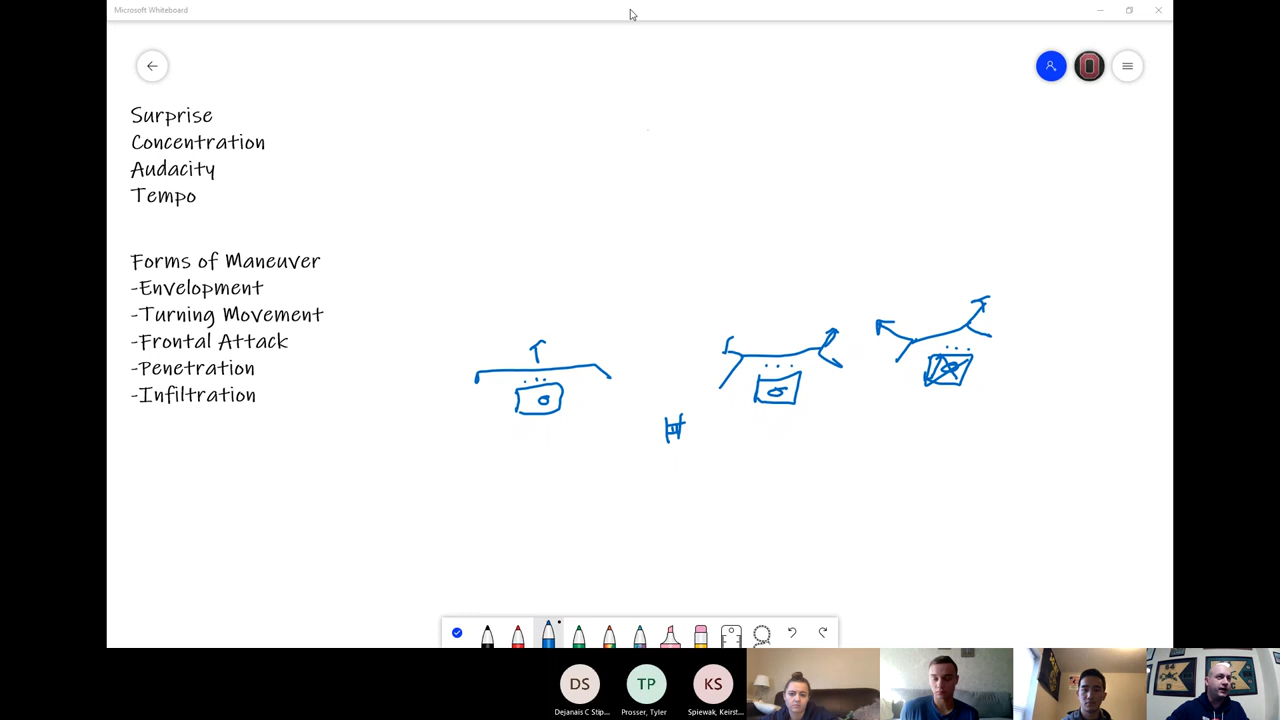 Microsoft Whiteboard
Surprise
Concentration
Audacity
Tempo
Forms of Maneuver
-Envelopment
-Turning Movement
-Frontal Attack
-Penetration
-Infiltration
DS
TP
KS
Dejanais C Stip...
Prosser, Tyler
Spiewak, Keirst...